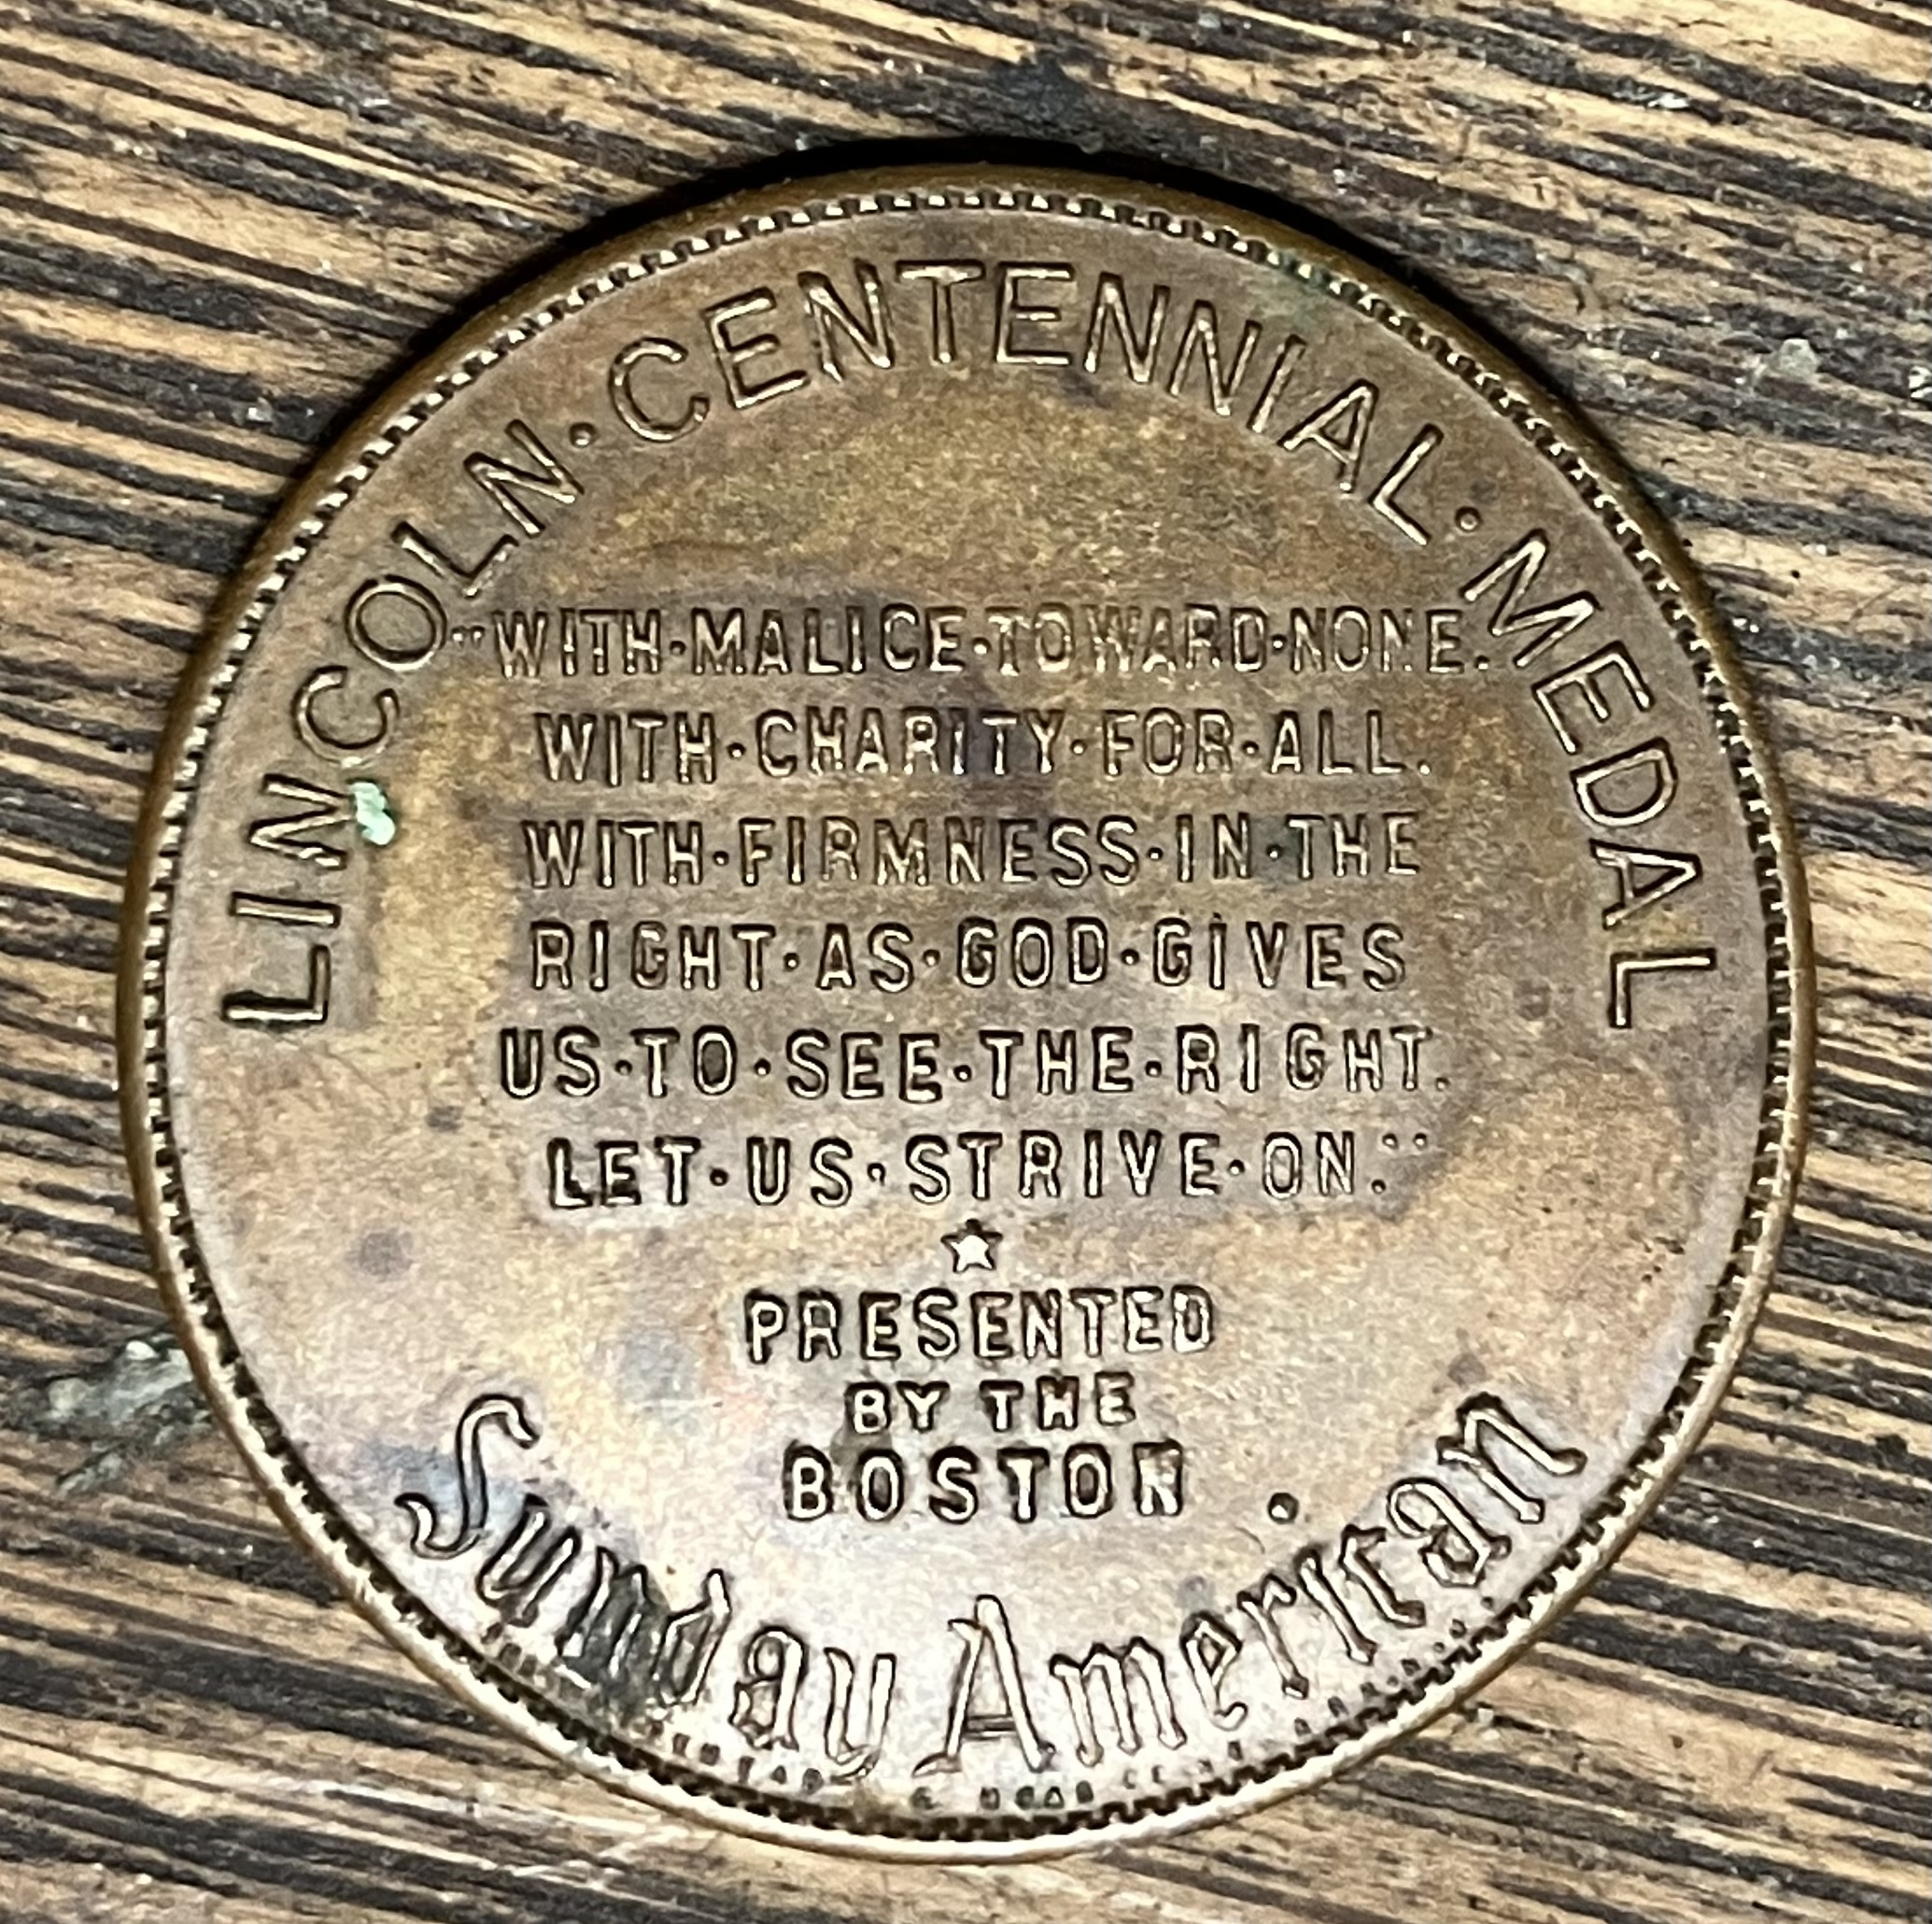 LINCOLN·CENTENNIAL·MEDAL
"WITH·MALICE·TOWARD·NONE.
WITH·CHARITY·FOR·ALL.
WITH·FIRMNESS·IN·THE
RIGHT·AS·GOD·GIVES
US·TO·SEE·THE·RIGHT.
LET·US·STRIVE·ON."
PRESENTED
BY THE
BOSTON
Sunday American